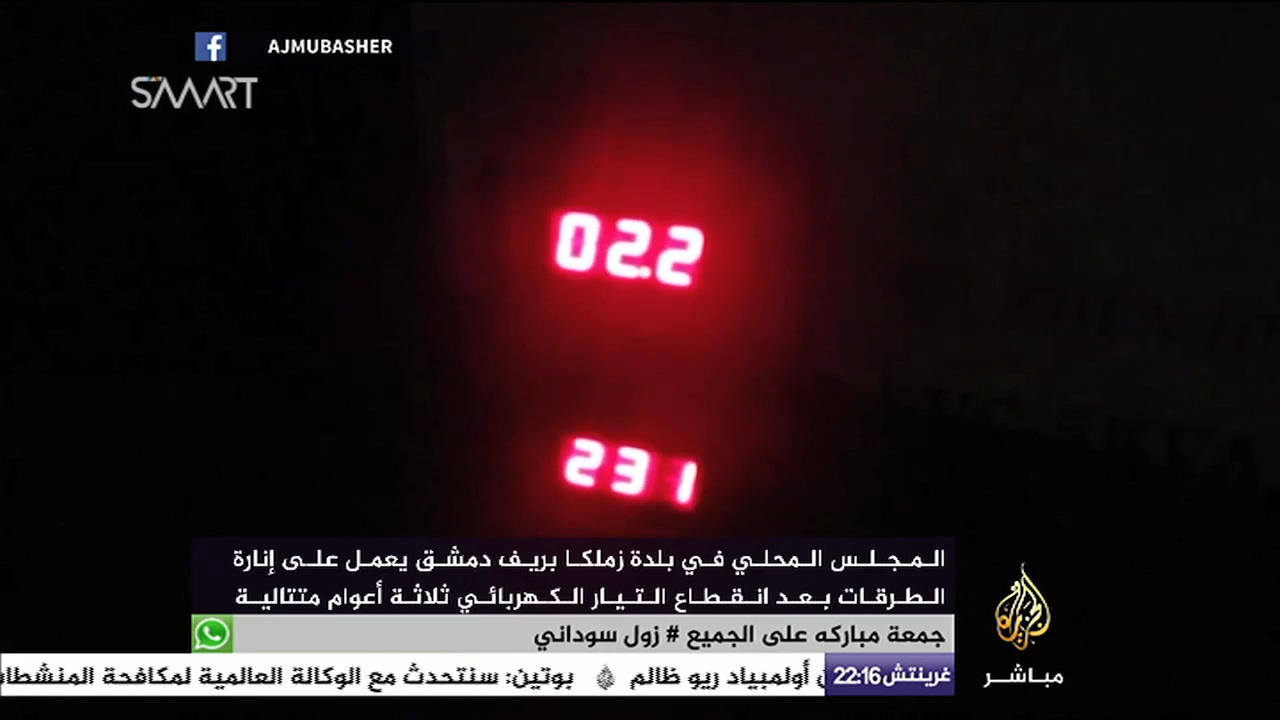 AJMUBASHER
SMART
02.2
231
المجلس المحلي في بلدة زملكا بريف دمشق يعمل على إنارة
الطرقات بعد انقطاع التيار الكهربائي ثلاثة أعوام متتالية
جمعة مباركه على الجميع # زول سوداني
غرينتش 22:16
أولمبياد ريو ظالم
بوتين: سنتحدث مع الوكالة العالمية لمكافحة
الجزيرة
مباشر